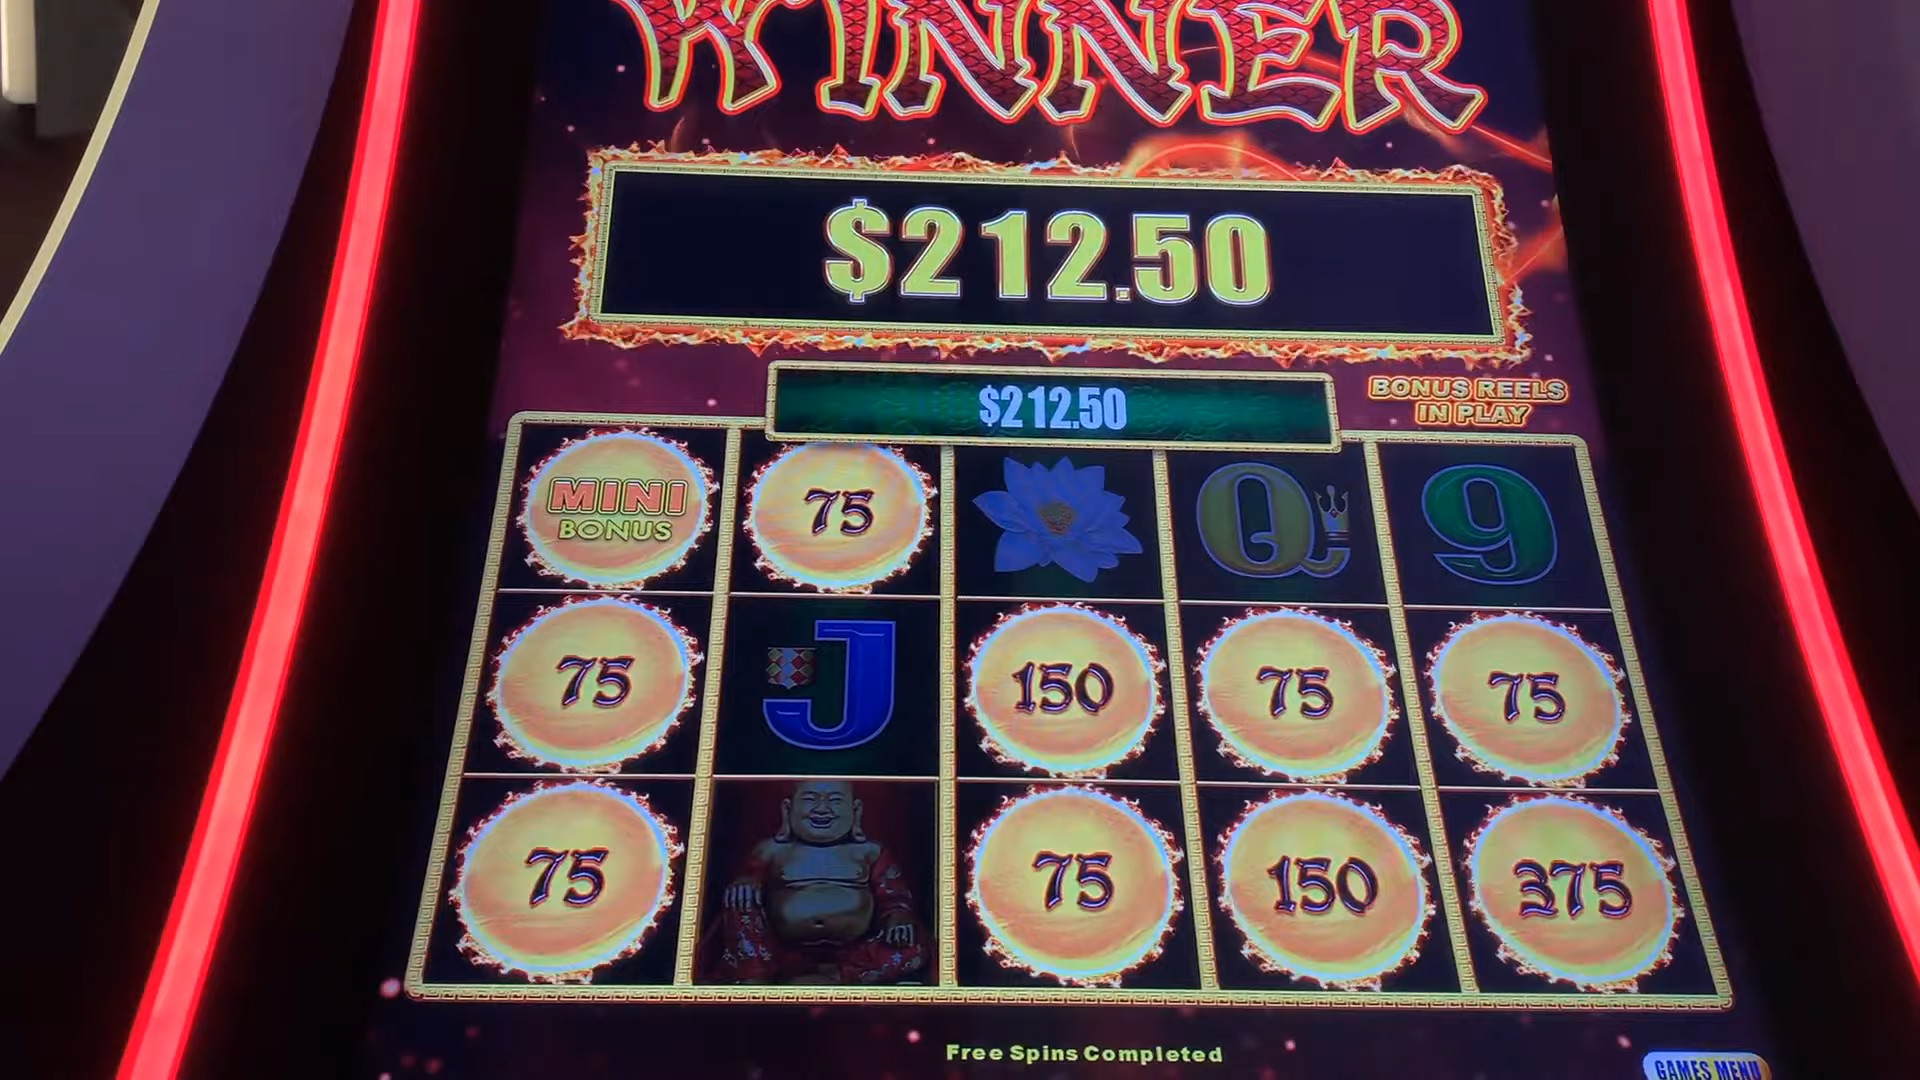 WINNER
$212.50
$212.50
BONUS REELS
IN PLAY
MINI
BONUS
75
Q
9
75
J
150
75
75
75
75
150
375
Free Spins Completed
GAMES MENU